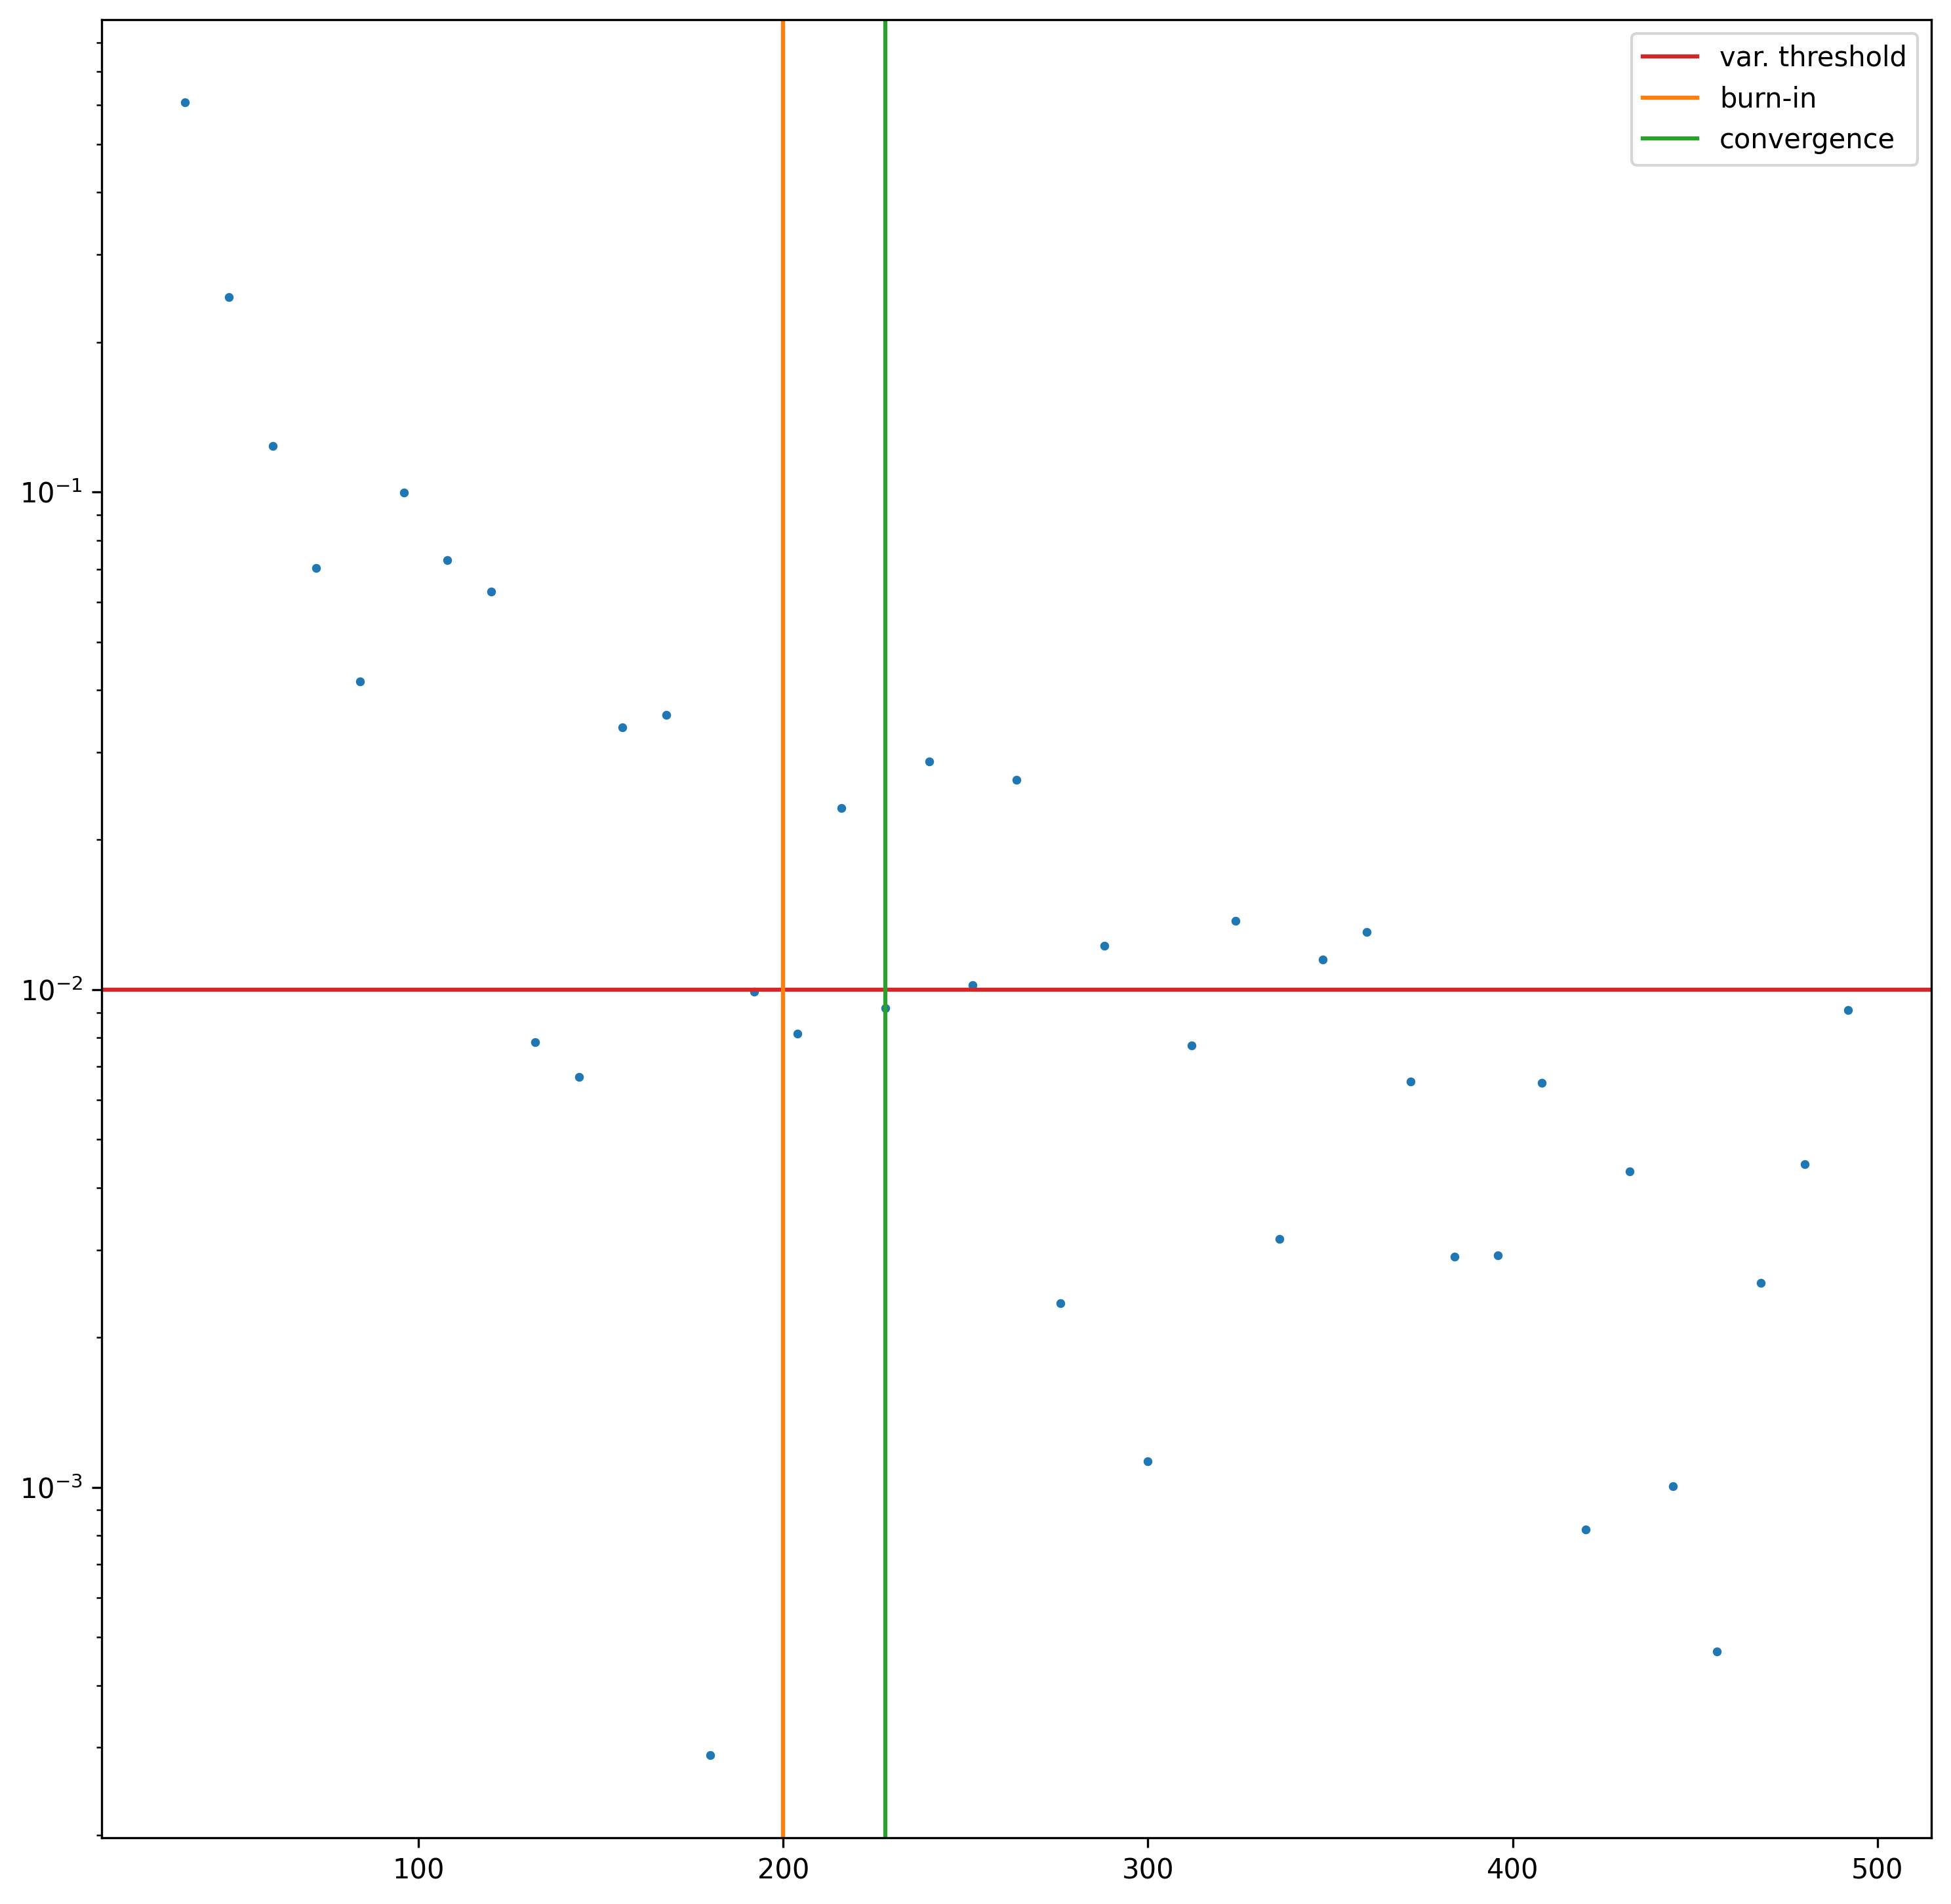 var. threshold
burn-in
convergence
10⁻¹
10⁻²
10⁻³
100 200 300 400 500